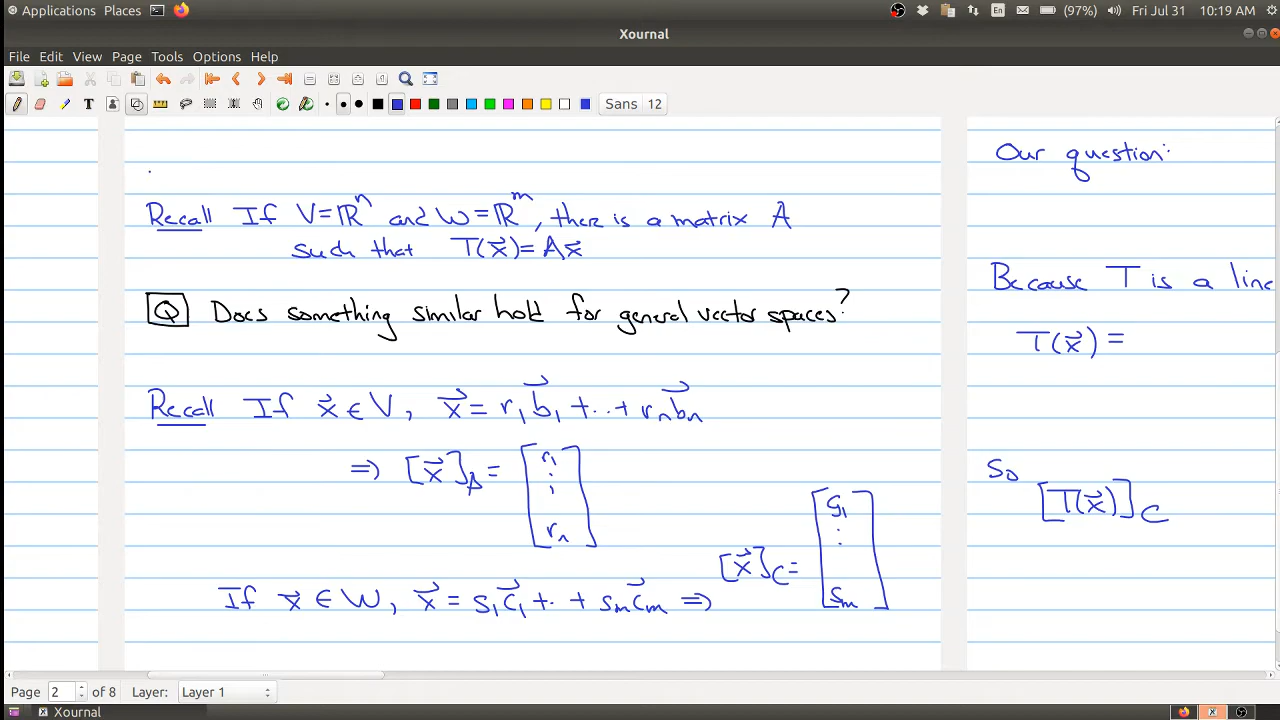 Applications Places (97%) Fri Jul 31 10:19 AM
En
Xournal
File Edit View Page Tools Options Help
Sans 12
Recall If V=ℝⁿ and W=ℝᵐ, there is a matrix A
such that T(x⃗)=Ax⃗
Q Does something similar hold for general vector spaces?
Recall If x⃗ ∈ V, x⃗ = r₁b⃗₁ + ... + rₙb⃗ₙ
⇒ [x⃗] = [r₁ ⋮ rₙ]
If x⃗ ∈ W, x⃗ = s₁c⃗₁ + .. + sₘc⃗ₘ ⇒ [x⃗]_C = [s₁ ⋮ sₘ]
Our question:
Because T is a line
T(x⃗) =
So
[T(x⃗)]_C
Page 2 of 8 Layer: Layer 1
Xournal